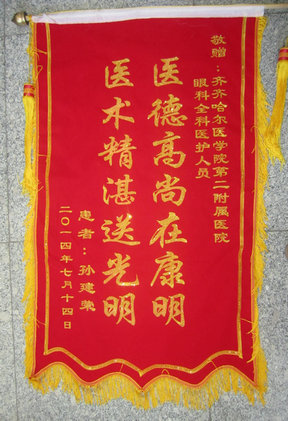 敬赠：齐齐哈尔医学院第二附属医院
眼科全科医护人员
医德高尚在康明
医术精湛送光明
患者：孙建荣
二〇一四年七月十四日